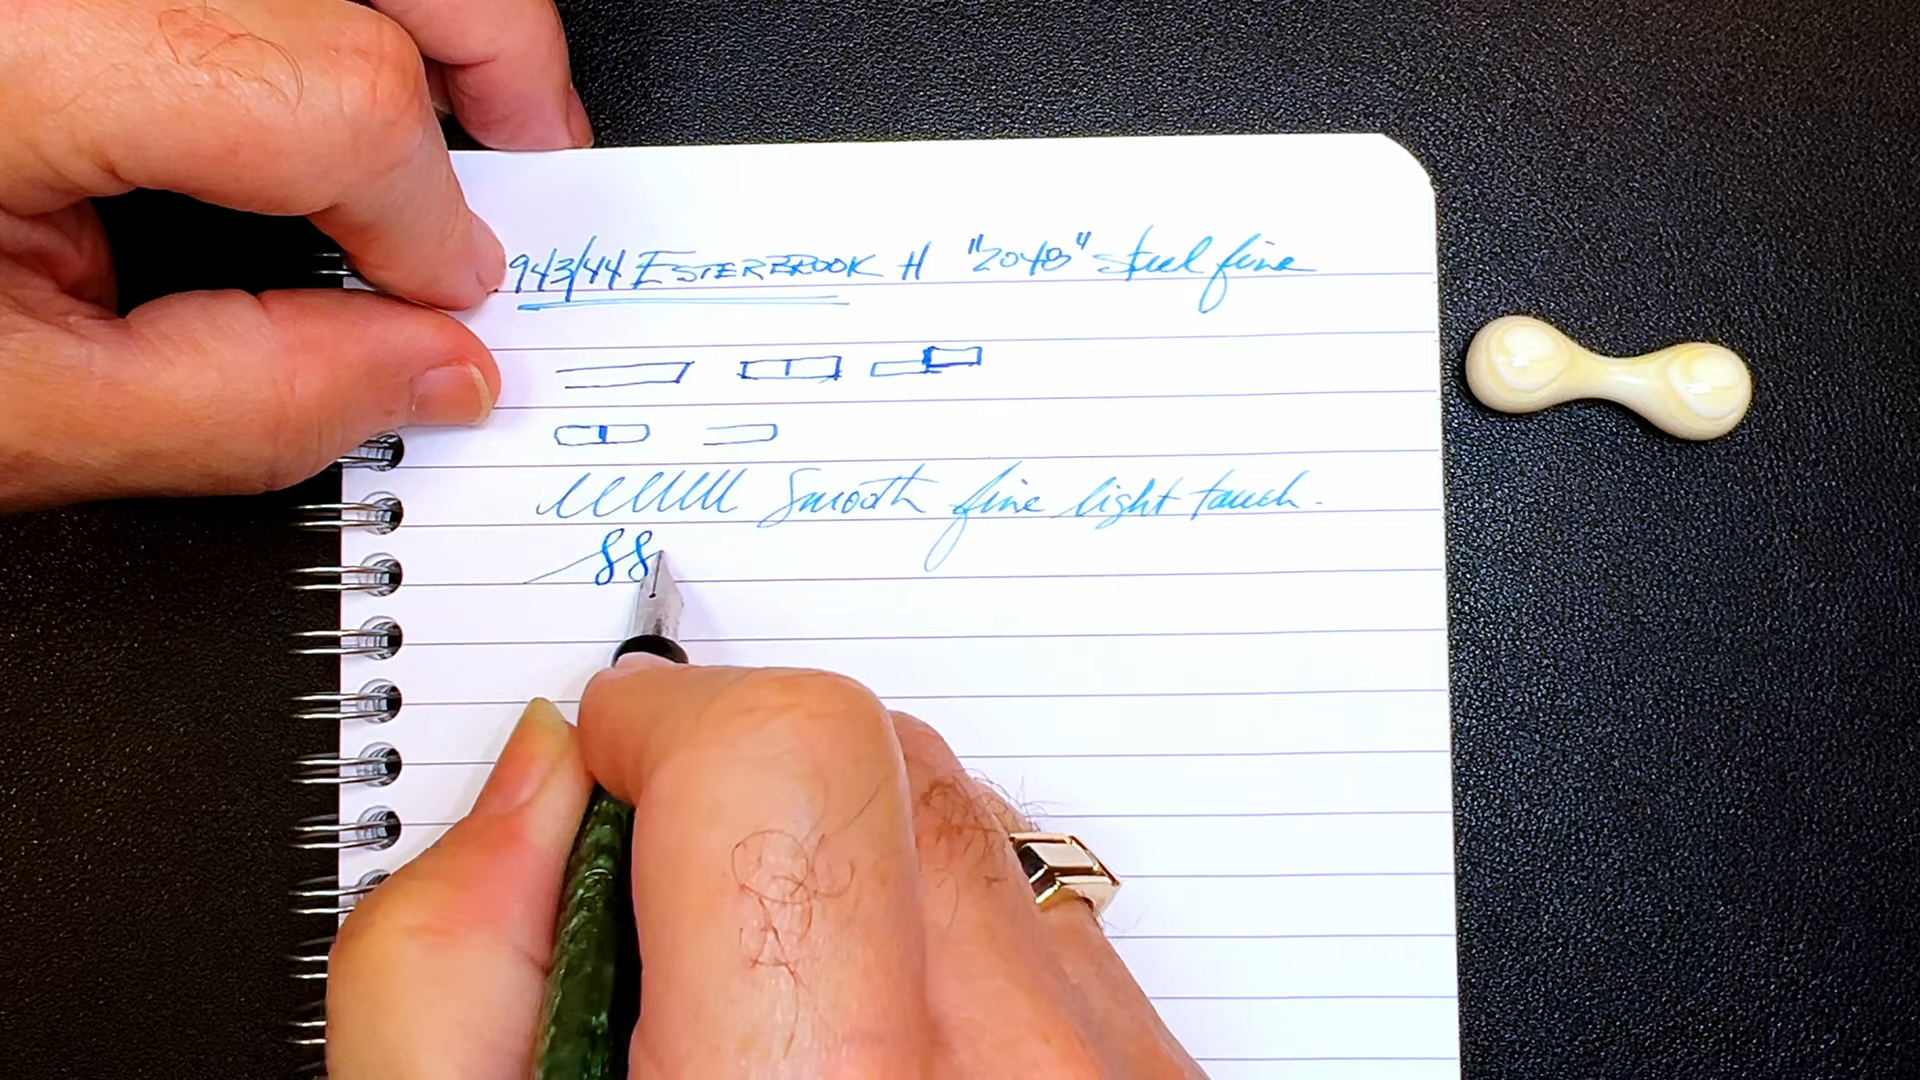 943/44 ESTERBROOK H "2048" steel fine
Smooth fine light touch.
88